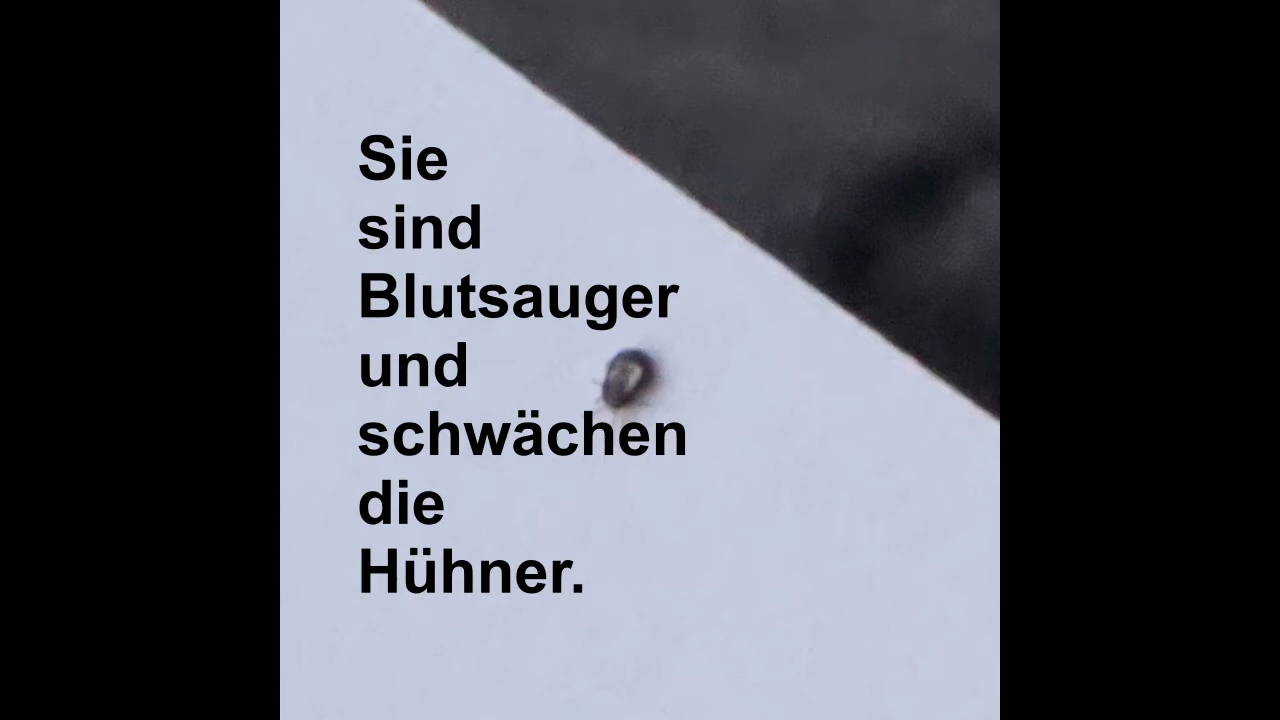 Sie
sind
Blutsauger
und
schwächen
die
Hühner.